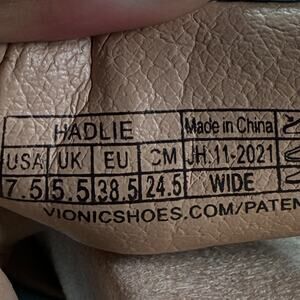 HADLIE Made in China
USA UK EU CM JH.11-2021
7.5 5.5 38.5 24.5 WIDE
VIONICSHOES.COM/PATEN